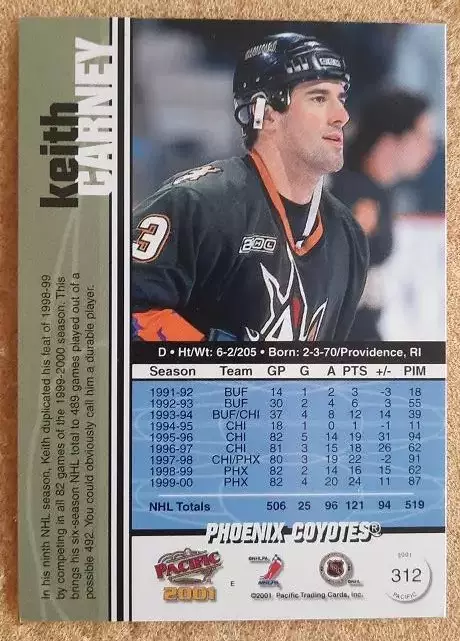 Keith
CARNEY
In his ninth NHL season, Keith duplicated his feat of 1998-99
by competing in all 82 games of the 1999-2000 season. This
brings his six-season NHL total to 489 games played out of a
possible 492. You could obviously call him a durable player.
3
D • Ht/Wt: 6-2/205 • Born: 2-3-70/Providence, RI
Season Team GP G A PTS +/- PIM
1991-92 BUF 14 1 2 3 -3 18
1992-93 BUF 30 2 4 6 3 55
1993-94 BUF/CHI 37 4 8 12 14 39
1994-95 CHI 18 1 0 1 -1 11
1995-96 CHI 82 5 14 19 31 94
1996-97 CHI 81 3 15 18 26 62
1997-98 CHI/PHX 80 3 19 22 -2 91
1998-99 PHX 82 2 14 16 15 62
1999-00 PHX 82 4 20 24 11 87
NHL Totals 506 25 96 121 94 519
PHOENIX COYOTES®
PACIFIC
2001
E
NHLPA
NHL
©2001 Pacific Trading Cards, Inc.
2001
312
PACIFIC